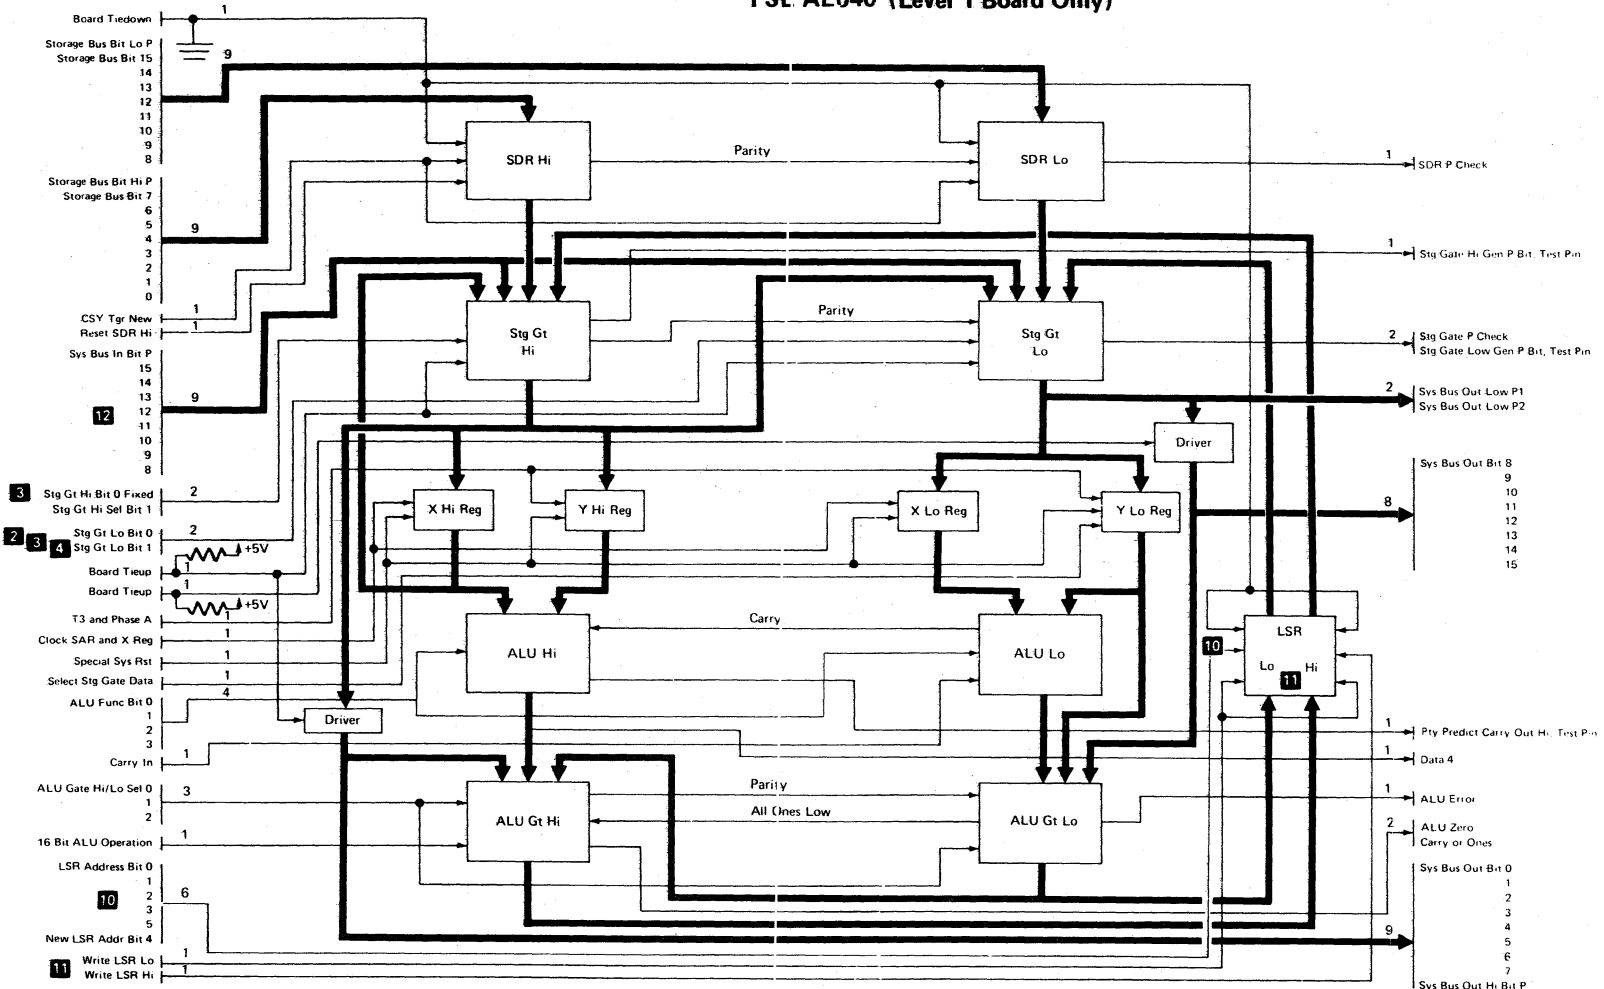 PSL AL040 (Level 1 Board Only)
Board Tiedown 1
Storage Bus Bit Lo P
Storage Bus Bit 15 9
14
13
12
11
10
9
8
Storage Bus Bit Hi P
Storage Bus Bit 7
6
5
4 9
3
2
1
0
CSY Tgr New 1
Reset SDR Hi 1
Sys Bus In Bit P
15
14
13
12 12 9
11
10
9
8
3 Stg Gt Hi Bit 0 Fixed 2
Stg Gt Hi Sel Bit 1
2 3 4 Stg Gt Lo Bit 0 2
Stg Gt Lo Bit 1
+5V
Board Tieup 1
Board Tieup 1
+5V
T3 and Phase A 1
Clock SAR and X Reg 1
Special Sys Rst 1
Select Stg Gate Data 1
ALU Func Bit 0 4
1
2
3
Carry In 1
ALU Gate Hi/Lo Sel 0 3
1
2
16 Bit ALU Operation 1
LSR Address Bit 0
1
10 2 6
3
5
New LSR Addr Bit 4
11 Write LSR Lo 1
Write LSR Hi 1
SDR Hi
Parity
SDR Lo
Stg Gt
Hi
Parity
Stg Gt
Lo
Driver
X Hi Reg
Y Hi Reg
X Lo Reg
Y Lo Reg
ALU Hi
Carry
ALU Lo
LSR
10
Lo Hi
11
Driver
ALU Gt Hi
Parity
All Ones Low
ALU Gt Lo
1 SDR P Check
1 Stg Gate Hi Gen P Bit, Test Pin
2 Stg Gate P Check
Stg Gate Low Gen P Bit, Test Pin
2 Sys Bus Out Low P1
Sys Bus Out Low P2
Sys Bus Out Bit 8
9
10
8 11
12
13
14
15
1 Pty Predict Carry Out Hi, Test Pin
1 Data 4
1 ALU Error
2 ALU Zero
Carry or Ones
Sys Bus Out Bit 0
1
2
3
4
9 5
6
7
Sys Bus Out Hi Bit P